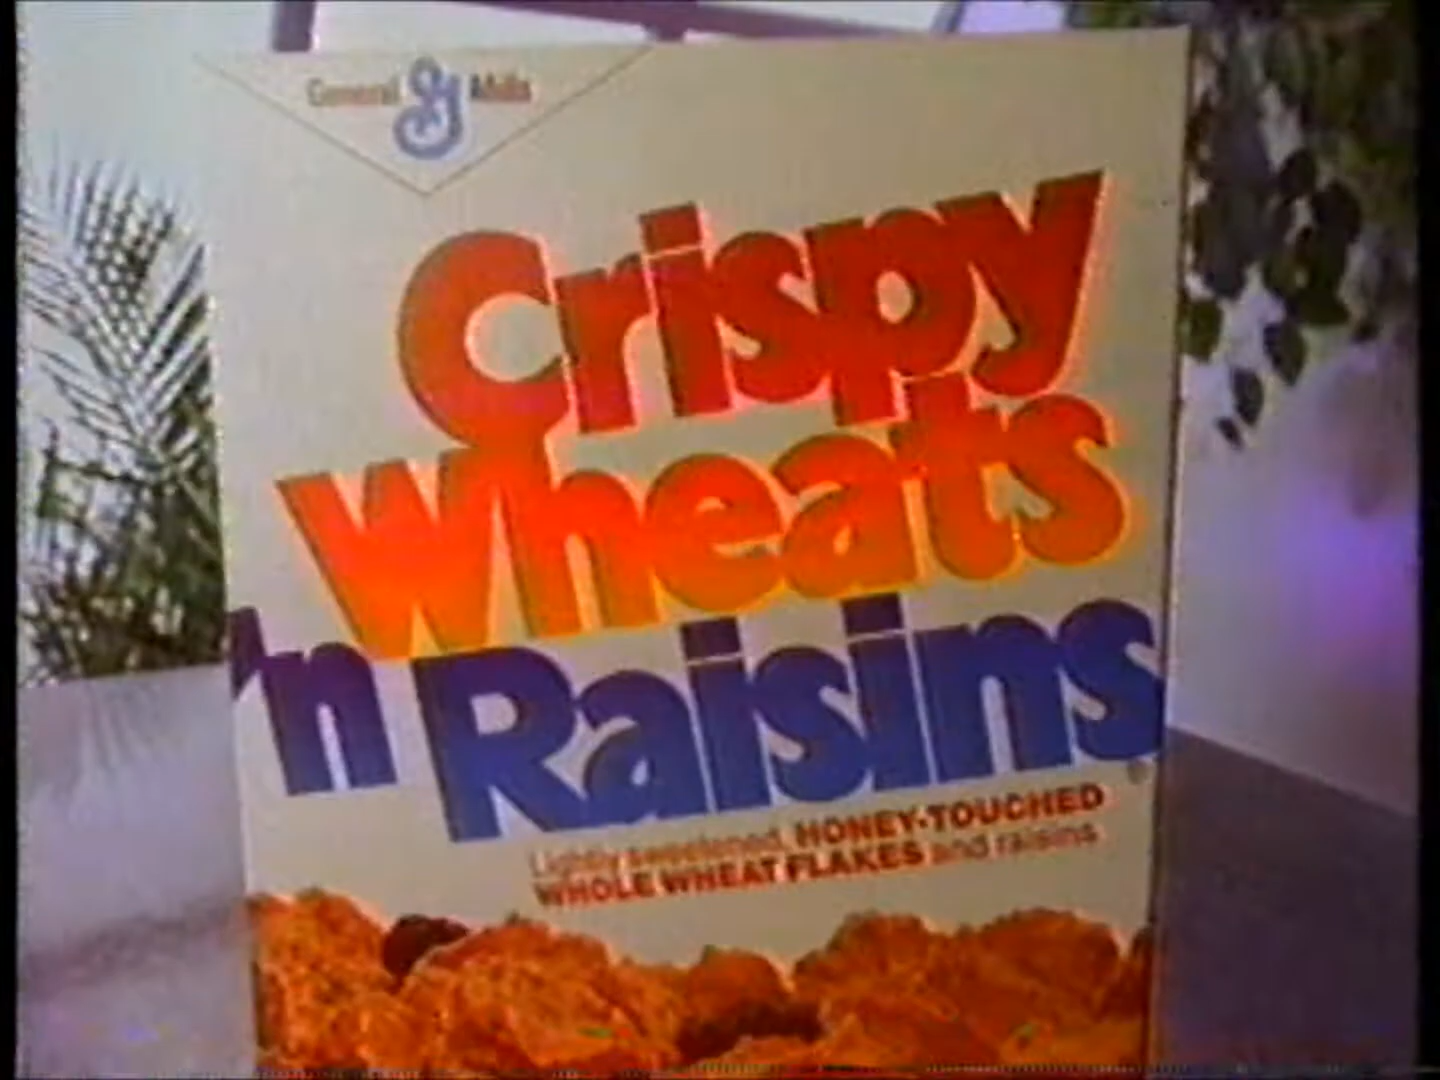 General G Mills
Crispy
Wheats
'n Raisins®
Lightly sweetened, HONEY-TOUCHED
WHOLE WHEAT FLAKES and raisins